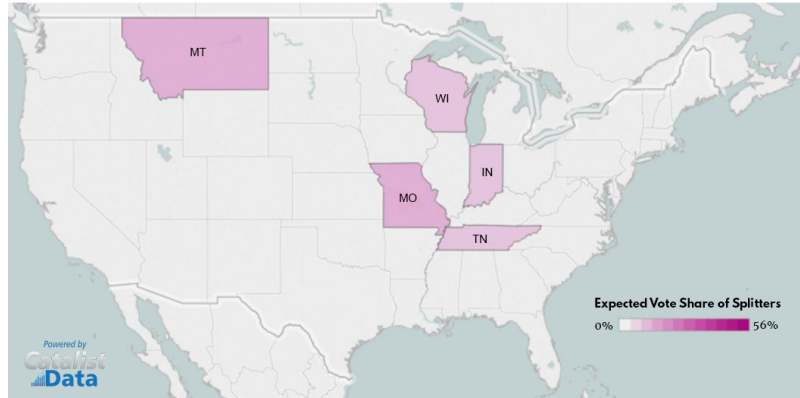 MT
WI
IN
MO
TN
Expected Vote Share of Splitters
0% 56%
Powered by
Catalist
Data